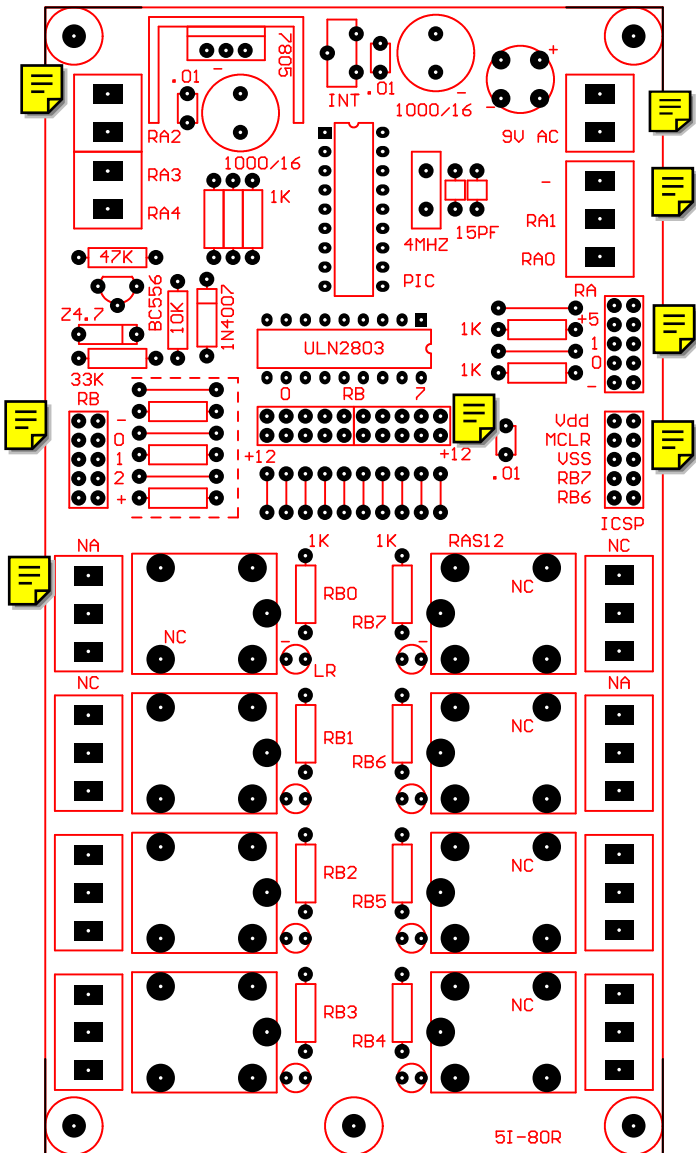 7805
.01
INT
.01
1000/16
+
-
-
-
9V AC
RA2
1000/16
RA3
RA4
1K
4MHZ
15PF
-
RA1
RA0
PIC
47K
BC556
10K
1N4007
Z4.7
33K
ULN2803
1K
1K
RA
+5
1
0
-
RB
-
0
1
2
+
0 RB 7
+12 +12
.01
Vdd
MCLR
VSS
RB7
RB6
ICSP
NA
1K 1K
RAS12
NC
RB0
NC
RB7
NC
-
-
LR
NC
NA
RB1
NC
RB6
RB2
NC
RB5
RB3
NC
RB4
5I-80R